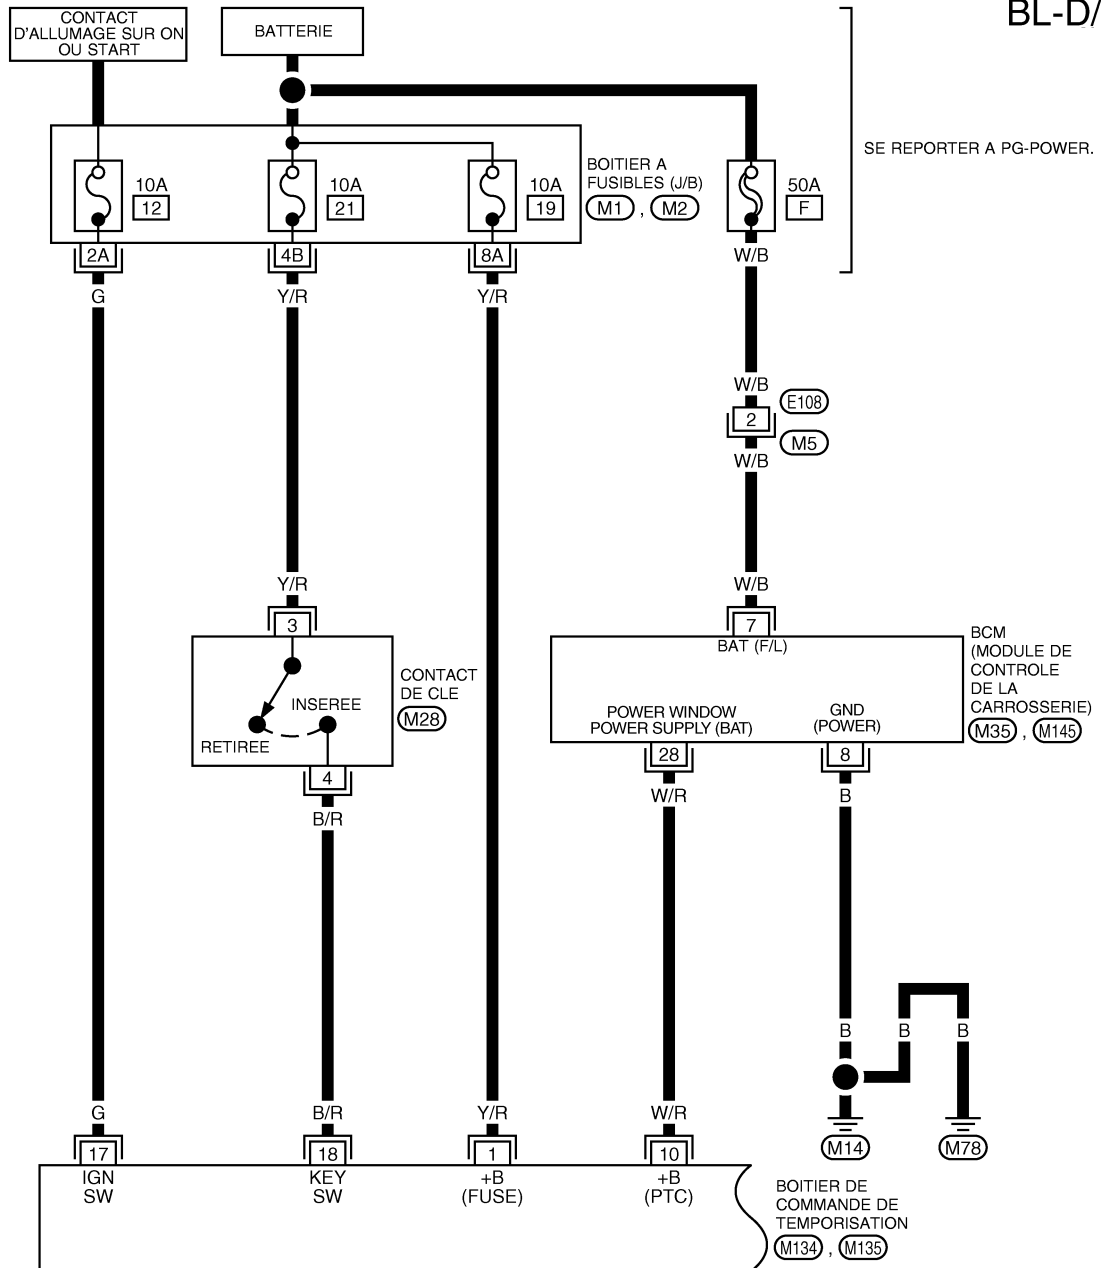 BL-D/
CONTACT
D'ALLUMAGE SUR ON
OU START
BATTERIE
SE REPORTER A PG-POWER.
10A
12
10A
21
10A
19
BOITIER A
FUSIBLES (J/B)
M1 , M2
50A
F
2A
4B
8A
W/B
G
Y/R
Y/R
W/B
E108
2
M5
W/B
Y/R
W/B
3
7
BAT (F/L)
BCM
(MODULE DE
CONTROLE
DE LA
CARROSSERIE)
M35 , M145
CONTACT
DE CLE
M28
INSEREE
RETIREE
POWER WINDOW
POWER SUPPLY (BAT)
GND
(POWER)
4
28
8
B/R
W/R
B
B
B
B
G
B/R
Y/R
W/R
M14
M78
17
18
1
10
IGN
SW
KEY
SW
+B
(FUSE)
+B
(PTC)
BOITIER DE
COMMANDE DE
TEMPORISATION
M134 , M135